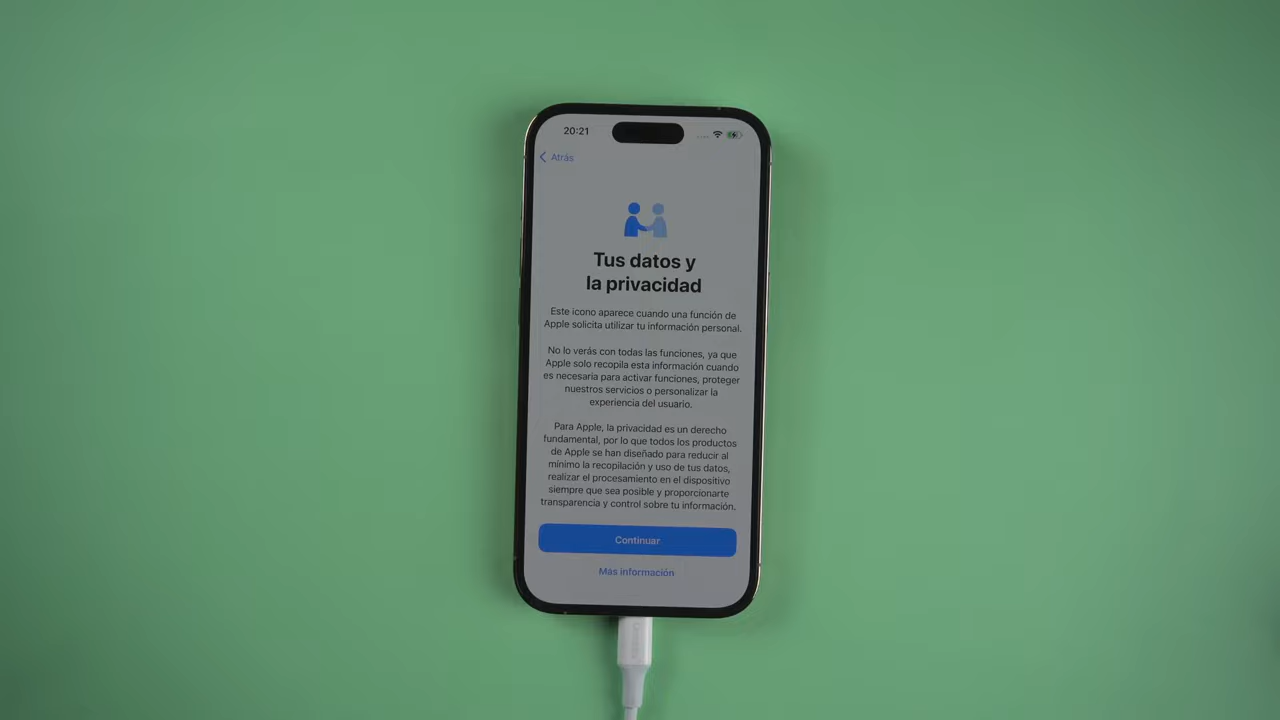 20:21
Atrás
Tus datos y
la privacidad
Este icono aparece cuando una función de
Apple solicita utilizar tu información personal.
No lo verás con todas las funciones, ya que
Apple solo recopila esta información cuando
es necesaria para activar funciones, proteger
nuestros servicios o personalizar la
experiencia del usuario.
Para Apple, la privacidad es un derecho
fundamental, por lo que todos los productos
de Apple se han diseñado para reducir al
mínimo la recopilación y uso de tus datos,
realizar el procesamiento en el dispositivo
siempre que sea posible y proporcionarte
transparencia y control sobre tu información.
Continuar
Más información